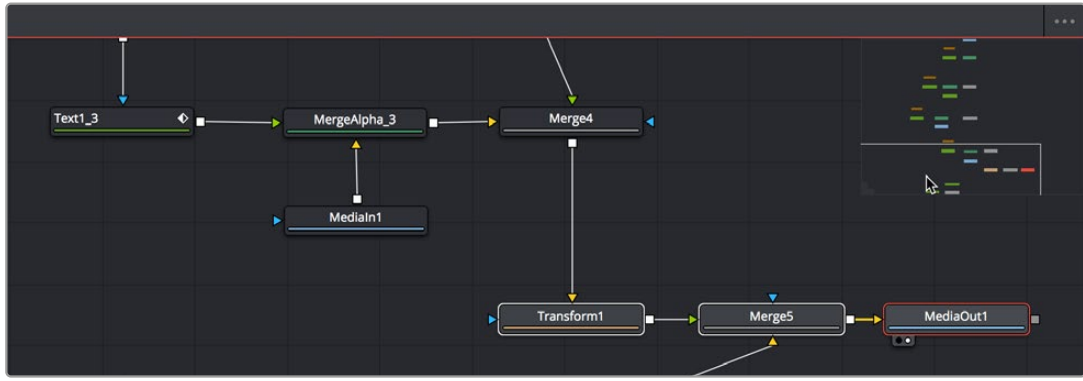 Text1_3
MergeAlpha_3
Merge4
MediaIn1
Transform1
Merge5
MediaOut1